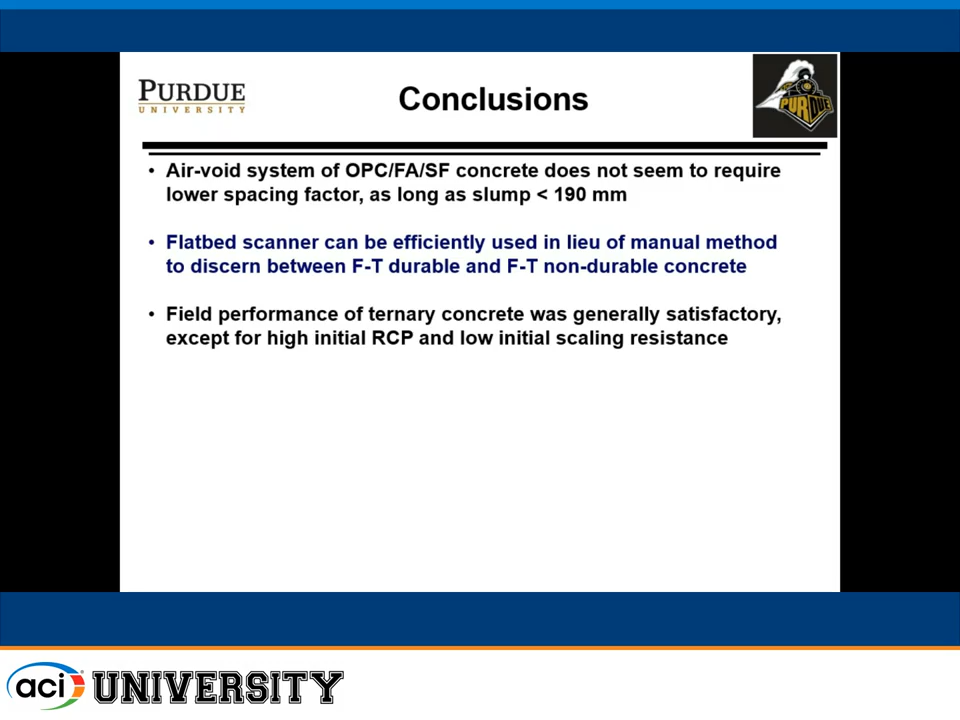 PURDUE
UNIVERSITY
Conclusions
PURDUE
• Air-void system of OPC/FA/SF concrete does not seem to require
lower spacing factor, as long as slump < 190 mm
• Flatbed scanner can be efficiently used in lieu of manual method
to discern between F-T durable and F-T non-durable concrete
• Field performance of ternary concrete was generally satisfactory,
except for high initial RCP and low initial scaling resistance
aci UNIVERSITY